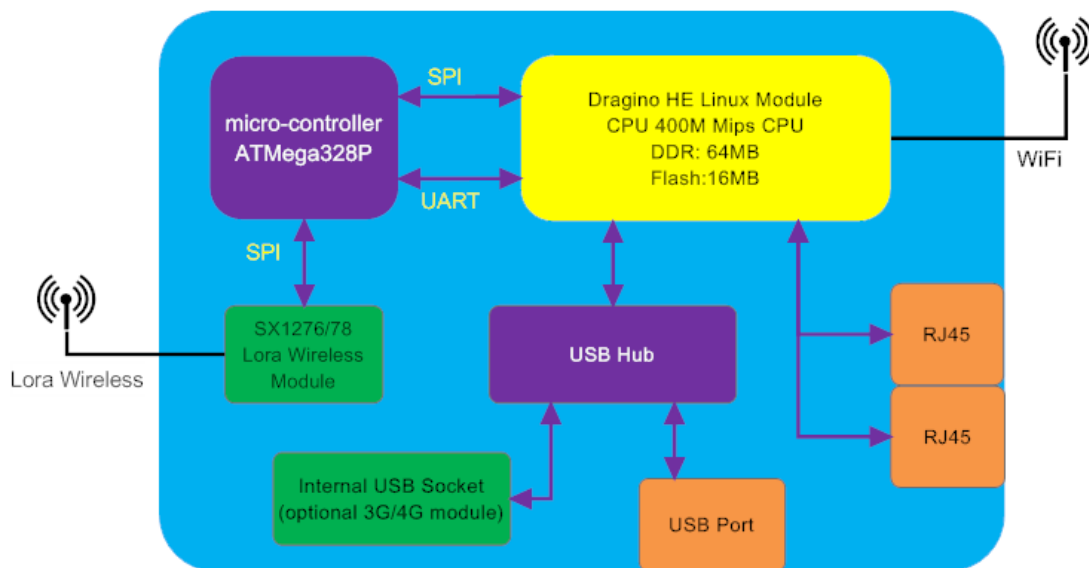 SPI
micro-controller
ATMega328P
Dragino HE Linux Module
CPU 400M Mips CPU
DDR: 64MB
Flash:16MB
WiFi
UART
SPI
SX1276/78
Lora Wireless
Module
Lora Wireless
USB Hub
RJ45
RJ45
Internal USB Socket
(optional 3G/4G module)
USB Port